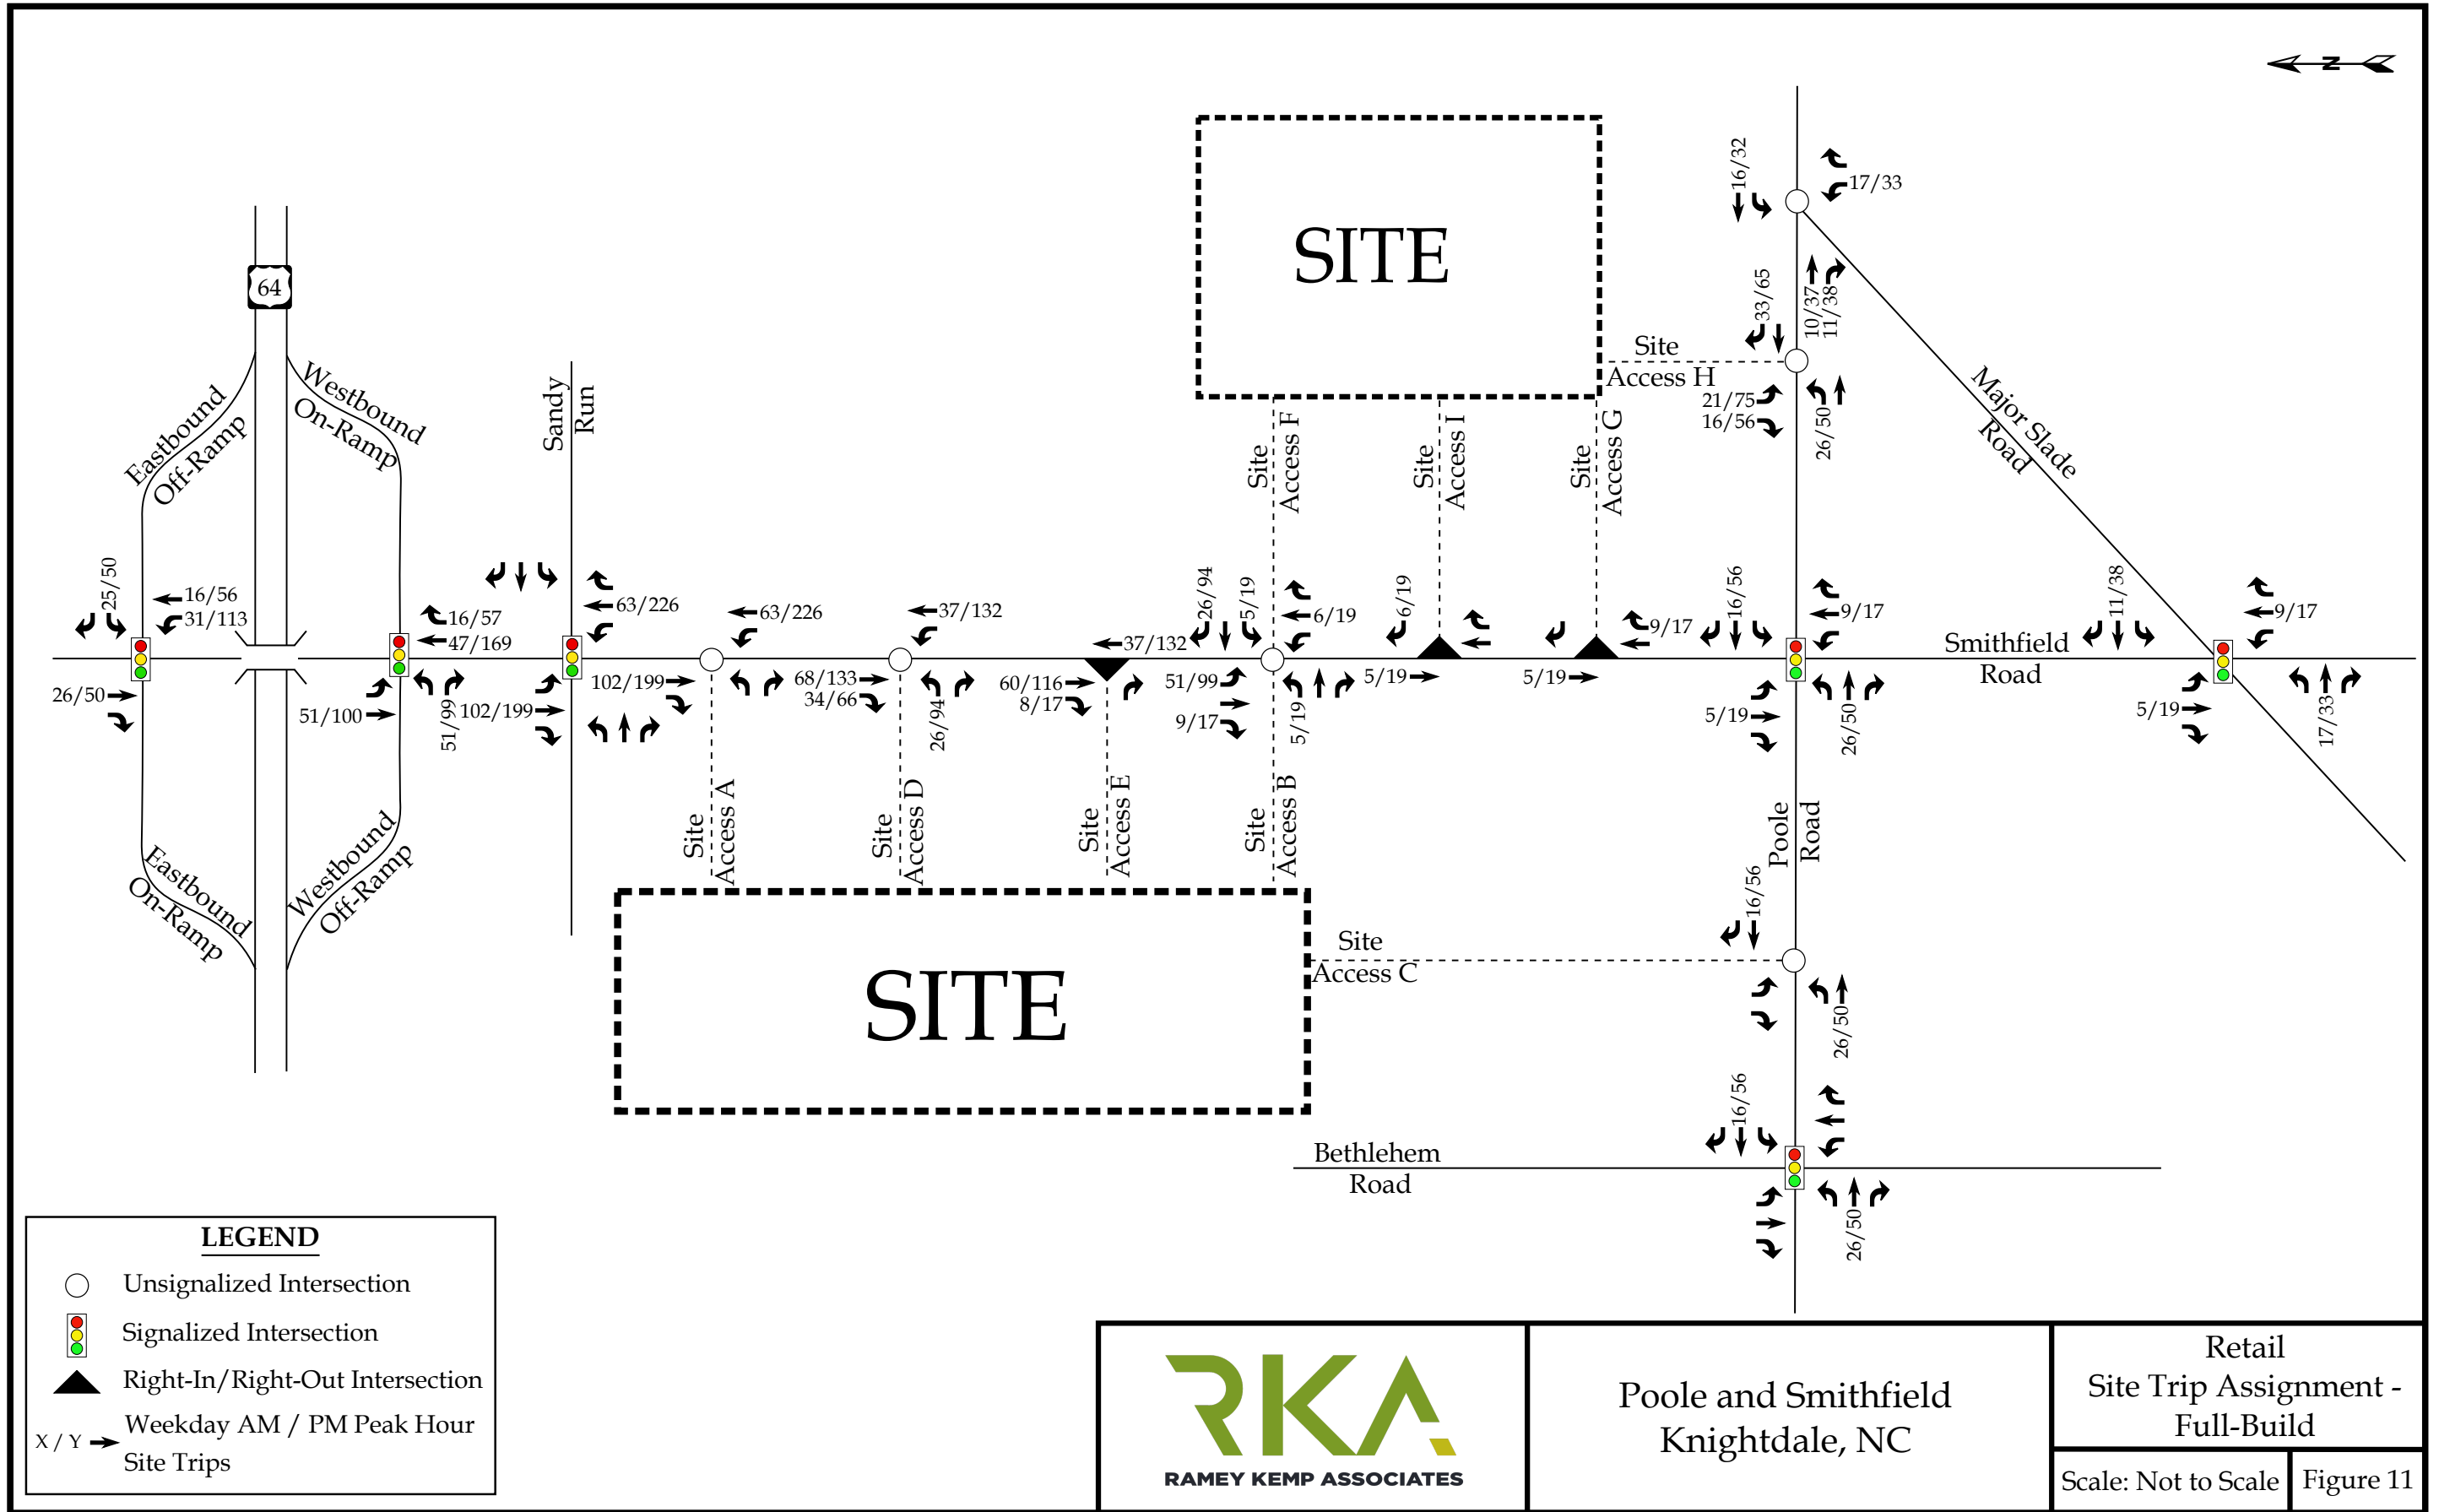 N
16/32
17/33
64
33/65
10/37
11/38
Site
Access H
21/75
16/56
26/50
Major Slade
Road
Eastbound
Off-Ramp
Westbound
On-Ramp
Sandy
Run
Site
Access F
Site
Access I
Site
Access G
25/50
16/56
31/113
16/57
47/169
63/226
63/226
37/132
37/132
26/94
5/19
6/19
6/19
9/17
16/56
9/17
11/38
9/17
Smithfield
Road
26/50
51/100
51/99
102/199
102/199
68/133
34/66
26/94
60/116
8/17
51/99
9/17
5/19
5/19
5/19
5/19
26/50
5/19
17/33
Site
Access A
Site
Access D
Site
Access E
Site
Access B
Poole
Road
Eastbound
On-Ramp
Westbound
Off-Ramp
SITE
SITE
Site
Access C
16/56
26/50
16/56
26/50
Bethlehem
Road
LEGEND
Unsignalized Intersection
Signalized Intersection
Right-In/Right-Out Intersection
X / Y
Weekday AM / PM Peak Hour
Site Trips
RKA
RAMEY KEMP ASSOCIATES
Poole and Smithfield
Knightdale, NC
Retail
Site Trip Assignment -
Full-Build
Scale: Not to Scale
Figure 11